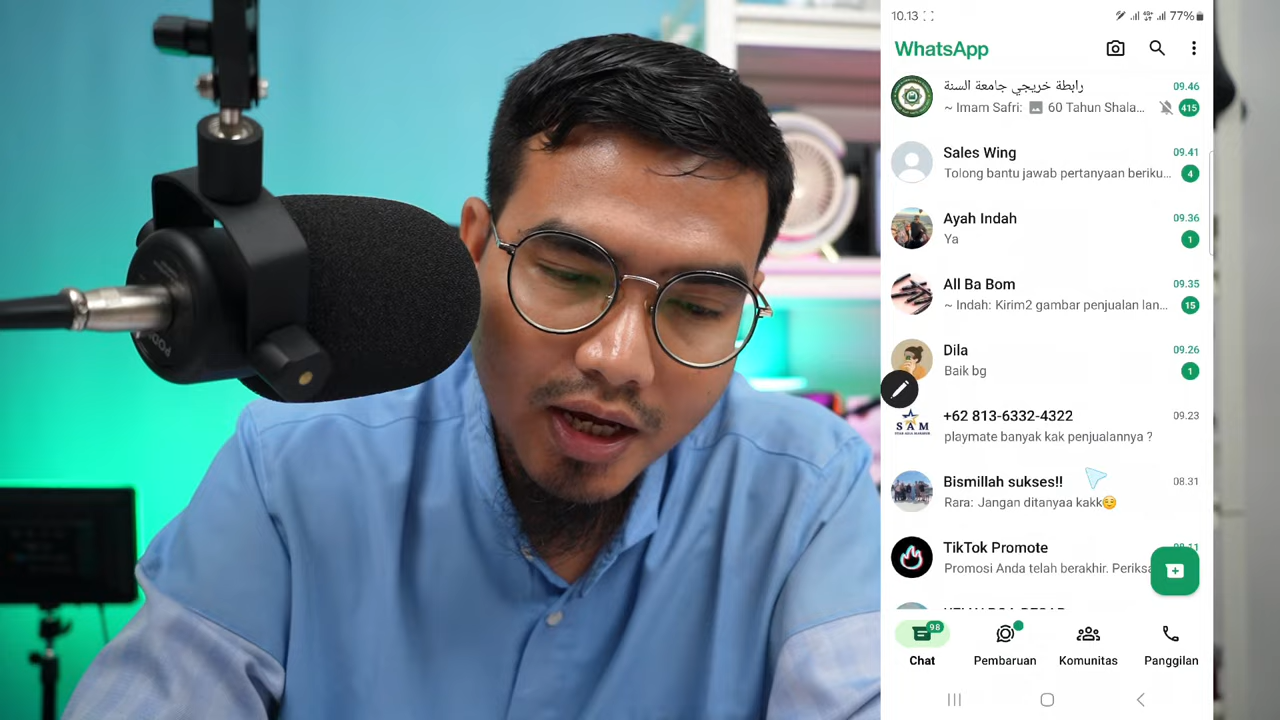 10.13
77%
WhatsApp
رابطة خريجي جامعة السنة
09.46
~ Imam Safri: 60 Tahun Shala...
415
Sales Wing
09.41
Tolong bantu jawab pertanyaan beriku...
4
Ayah Indah
09.36
Ya
1
All Ba Bom
09.35
~ Indah: Kirim2 gambar penjualan lan...
15
Dila
09.26
Baik bg
1
+62 813-6332-4322
09.23
SAM
playmate banyak kak penjualannya ?
Bismillah sukses!!
08.31
Rara: Jangan ditanyaa kakk😌
TikTok Promote
Promosi Anda telah berakhir. Periksa
98
Chat
Pembaruan
Komunitas
Panggilan